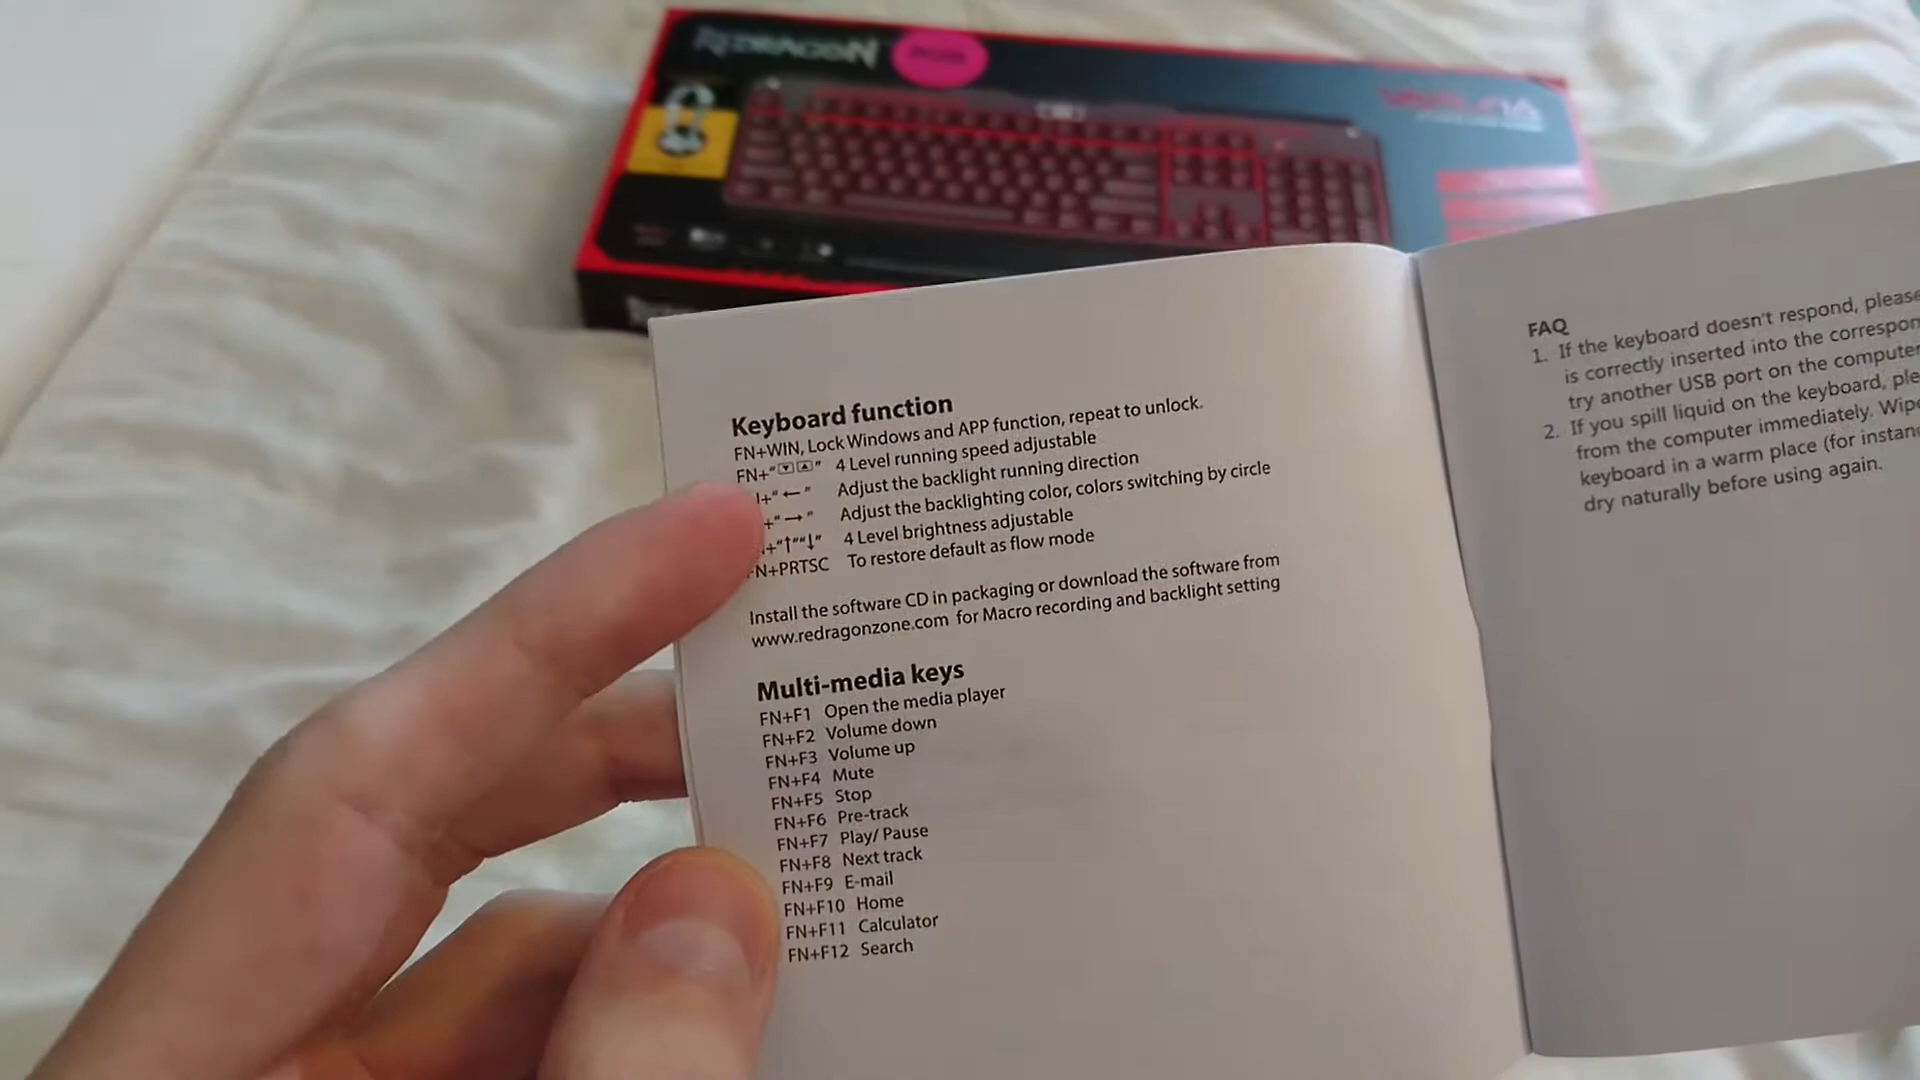 REDRAGON
Keyboard function
FN+WIN, Lock Windows and APP function, repeat to unlock.
FN+"▼▲" 4 Level running speed adjustable
+"←" Adjust the backlight running direction
+"→" Adjust the backlighting color, colors switching by circle
+"↑""↓" 4 Level brightness adjustable
FN+PRTSC To restore default as flow mode
Install the software CD in packaging or download the software from
www.redragonzone.com for Macro recording and backlight setting
Multi-media keys
FN+F1 Open the media player
FN+F2 Volume down
FN+F3 Volume up
FN+F4 Mute
FN+F5 Stop
FN+F6 Pre-track
FN+F7 Play/ Pause
FN+F8 Next track
FN+F9 E-mail
FN+F10 Home
FN+F11 Calculator
FN+F12 Search
FAQ
1. If the keyboard doesn't respond, please
is correctly inserted into the correspon
try another USB port on the computer
2. If you spill liquid on the keyboard, ple
from the computer immediately. Wipe
keyboard in a warm place (for instan
dry naturally before using again.